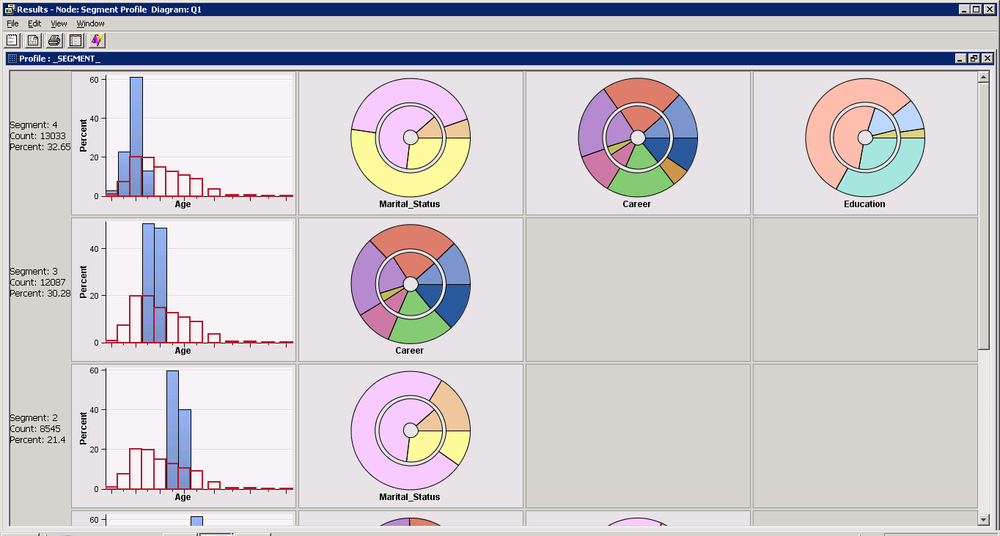 Results - Node: Segment Profile  Diagram: Q1
File Edit View Window
Profile : _SEGMENT_
Segment: 4
Count: 13033
Percent: 32.65
60
40
20
0
Percent
Age
Marital_Status
Career
Education
Segment: 3
Count: 12087
Percent: 30.28
40
20
0
Percent
Age
Career
Segment: 2
Count: 8545
Percent: 21.4
60
40
20
0
Percent
Age
Marital_Status
60